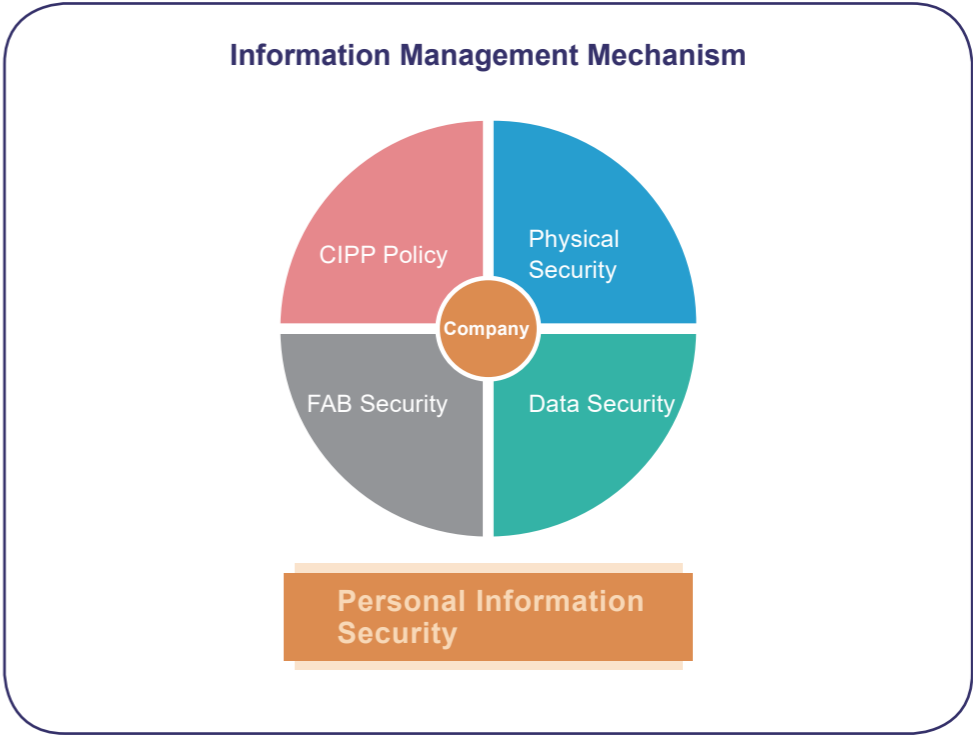 Information Management Mechanism
CIPP Policy
Physical
Security
Company
FAB Security
Data Security
Personal Information
Security